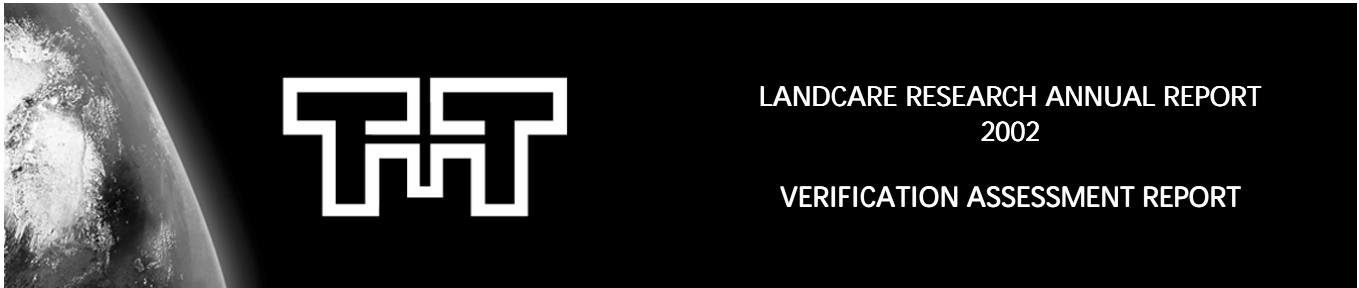 LANDCARE RESEARCH ANNUAL REPORT
2002
VERIFICATION ASSESSMENT REPORT